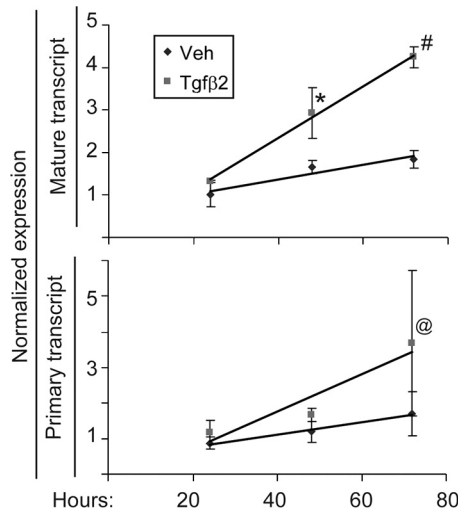 Normalized expression
Mature transcript
5
4
3
2
1
Veh
Tgfβ2
*
#
Primary transcript
5
3
1
@
Hours: 20 40 60 80